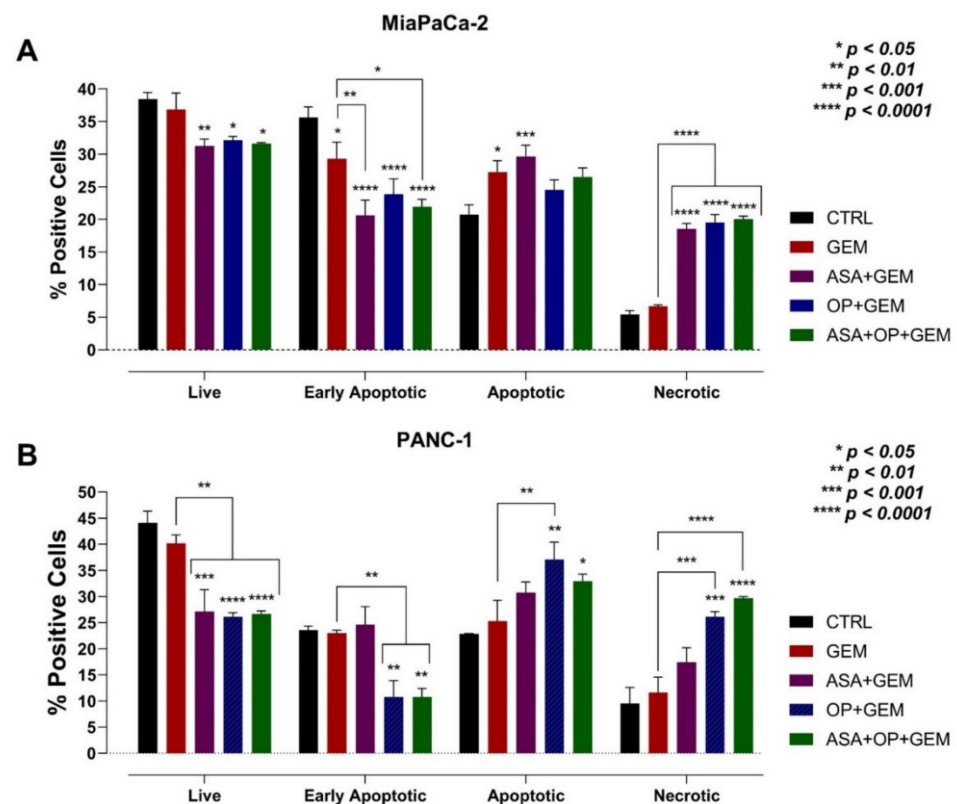 MiaPaCa-2
A
* p < 0.05
** p < 0.01
*** p < 0.001
**** p < 0.0001
% Positive Cells
40
35
30
25
20
15
10
5
0
** * *
* ** * **** **** ****
* ***
**** **** **** ****
Live Early Apoptotic Apoptotic Necrotic
CTRL
GEM
ASA+GEM
OP+GEM
ASA+OP+GEM
PANC-1
B
* p < 0.05
** p < 0.01
*** p < 0.001
**** p < 0.0001
% Positive Cells
50
45
40
35
30
25
20
15
10
5
0
** *** **** ****
** ** **
** ** *
**** *** *** ****
Live Early Apoptotic Apoptotic Necrotic
CTRL
GEM
ASA+GEM
OP+GEM
ASA+OP+GEM